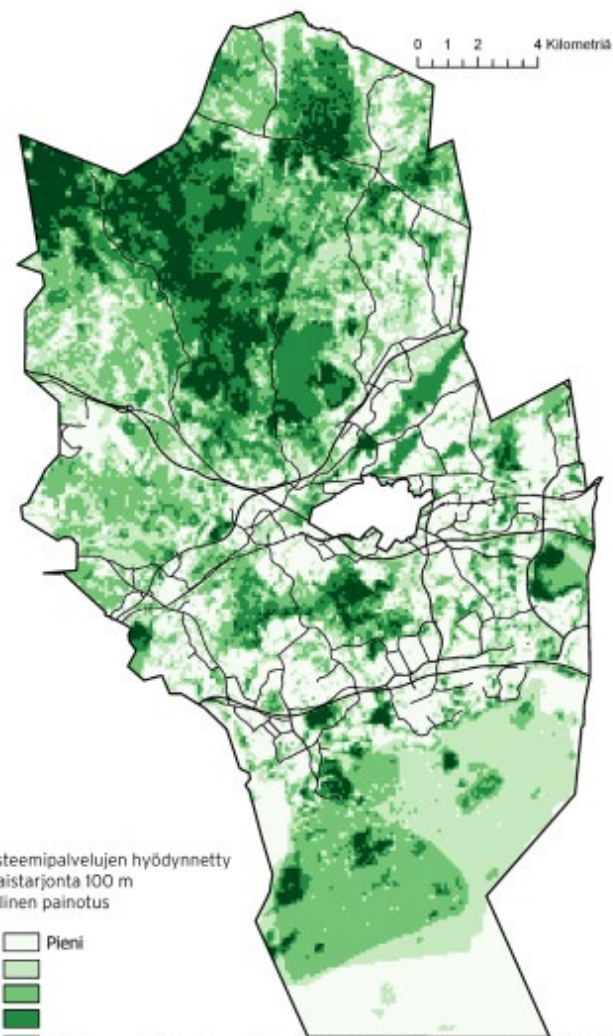 0 1 2 4 Kilometriä
steemipalvelujen hyödynnetty
aistarjonta 100 m
linen painotus
Pieni